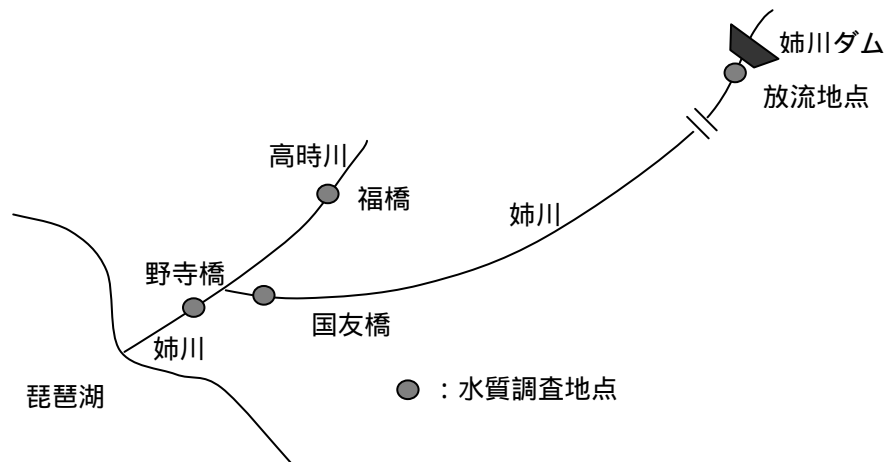 姉川ダム
放流地点
高時川
福橋
姉川
野寺橋
国友橋
姉川
琵琶湖
：水質調査地点